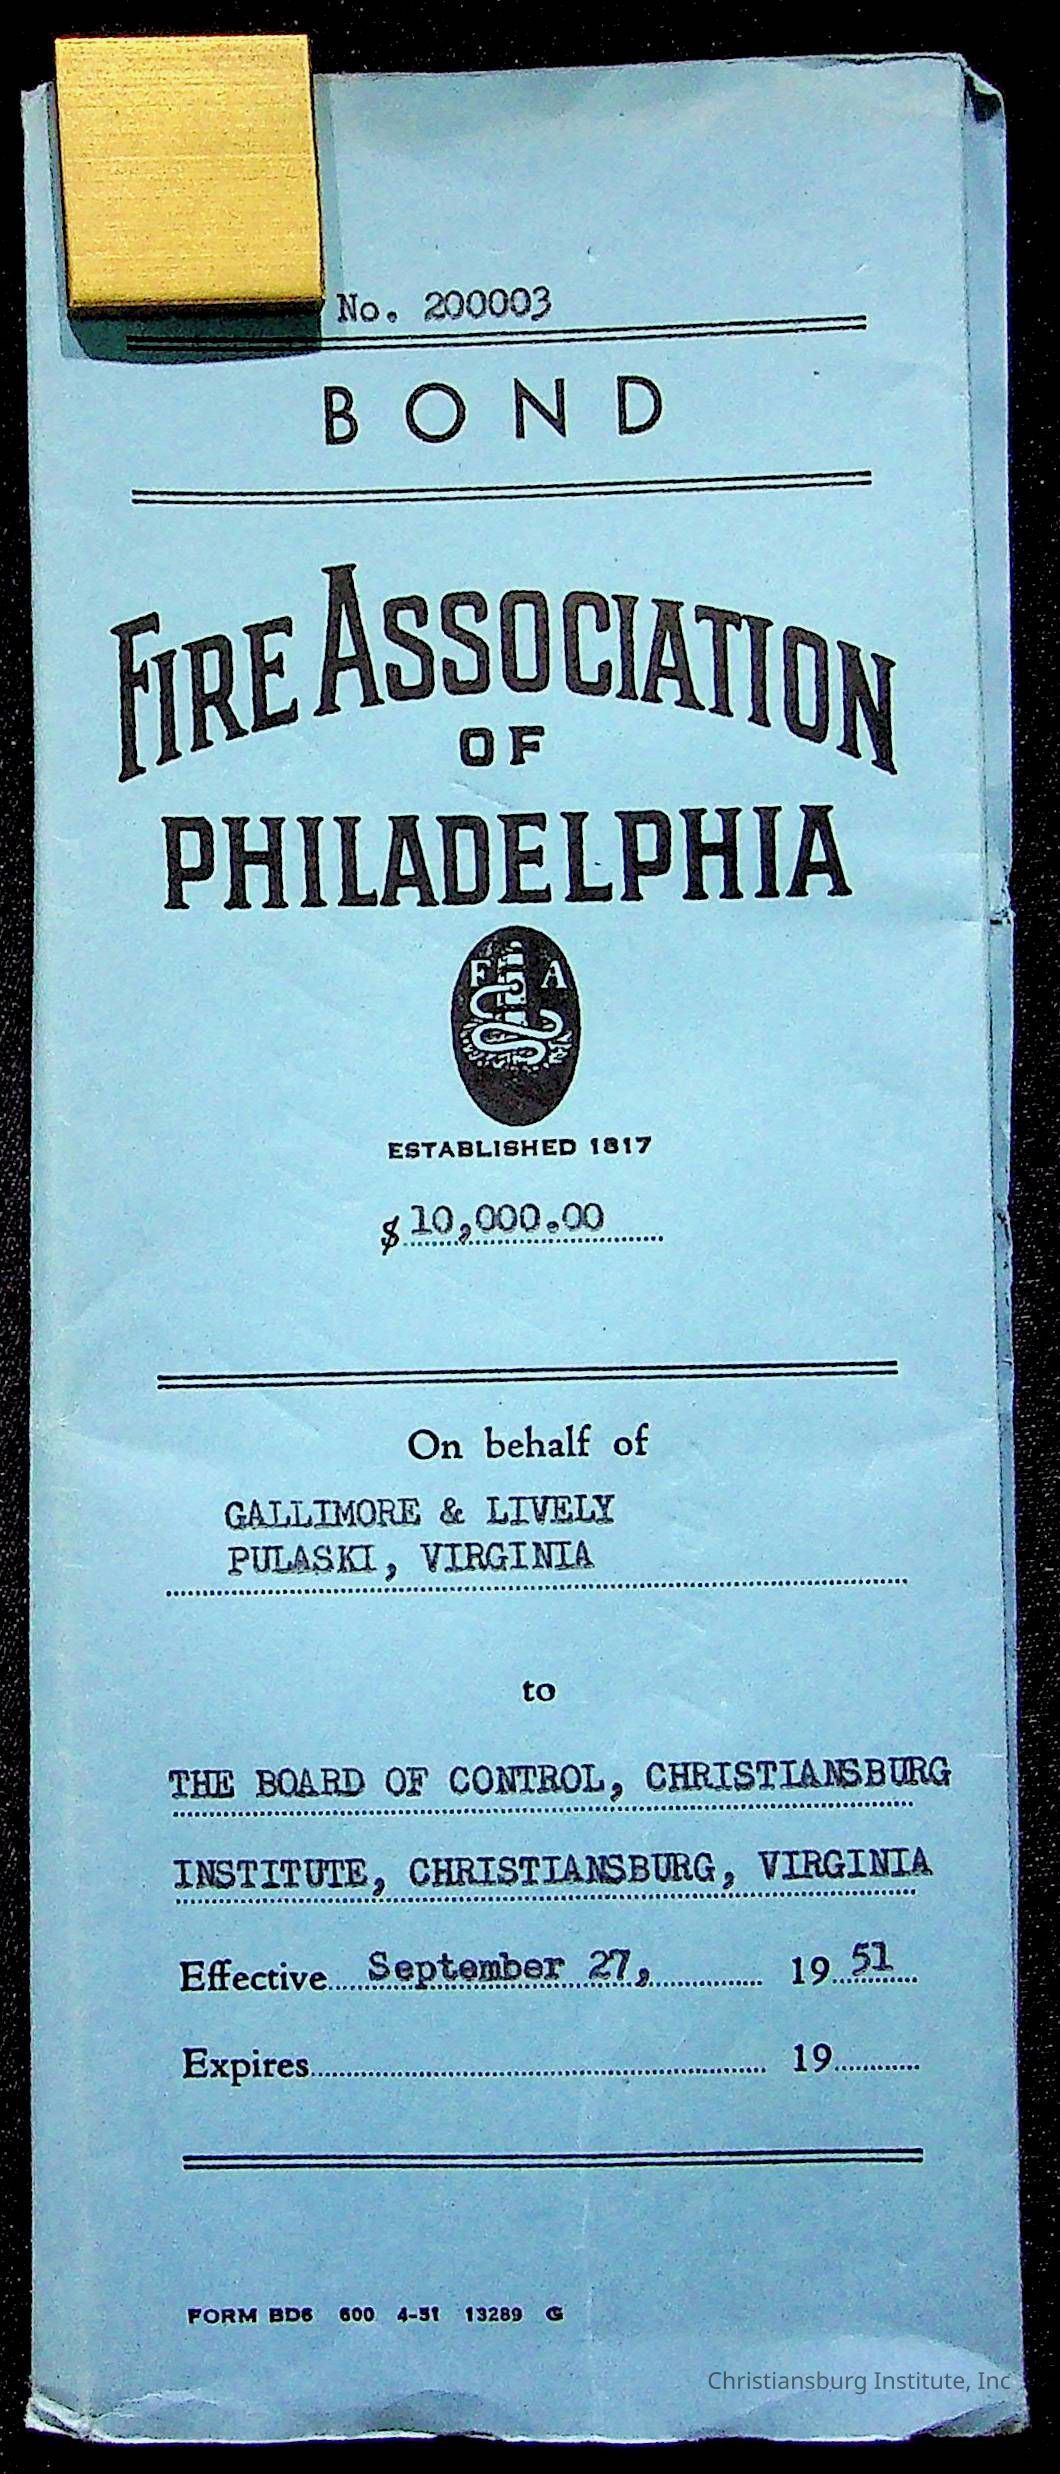 No. 200003
BOND
FIRE ASSOCIATION
OF
PHILADELPHIA
F A
ESTABLISHED 1817
$ 10,000.00
On behalf of
GALLIMORE & LIVELY
PULASKI, VIRGINIA
to
THE BOARD OF CONTROL, CHRISTIANSBURG
INSTITUTE, CHRISTIANSBURG, VIRGINIA
Effective September 27, 19 51
Expires 19
FORM BD6 600 4-51 13289 G
Christiansburg Institute, Inc